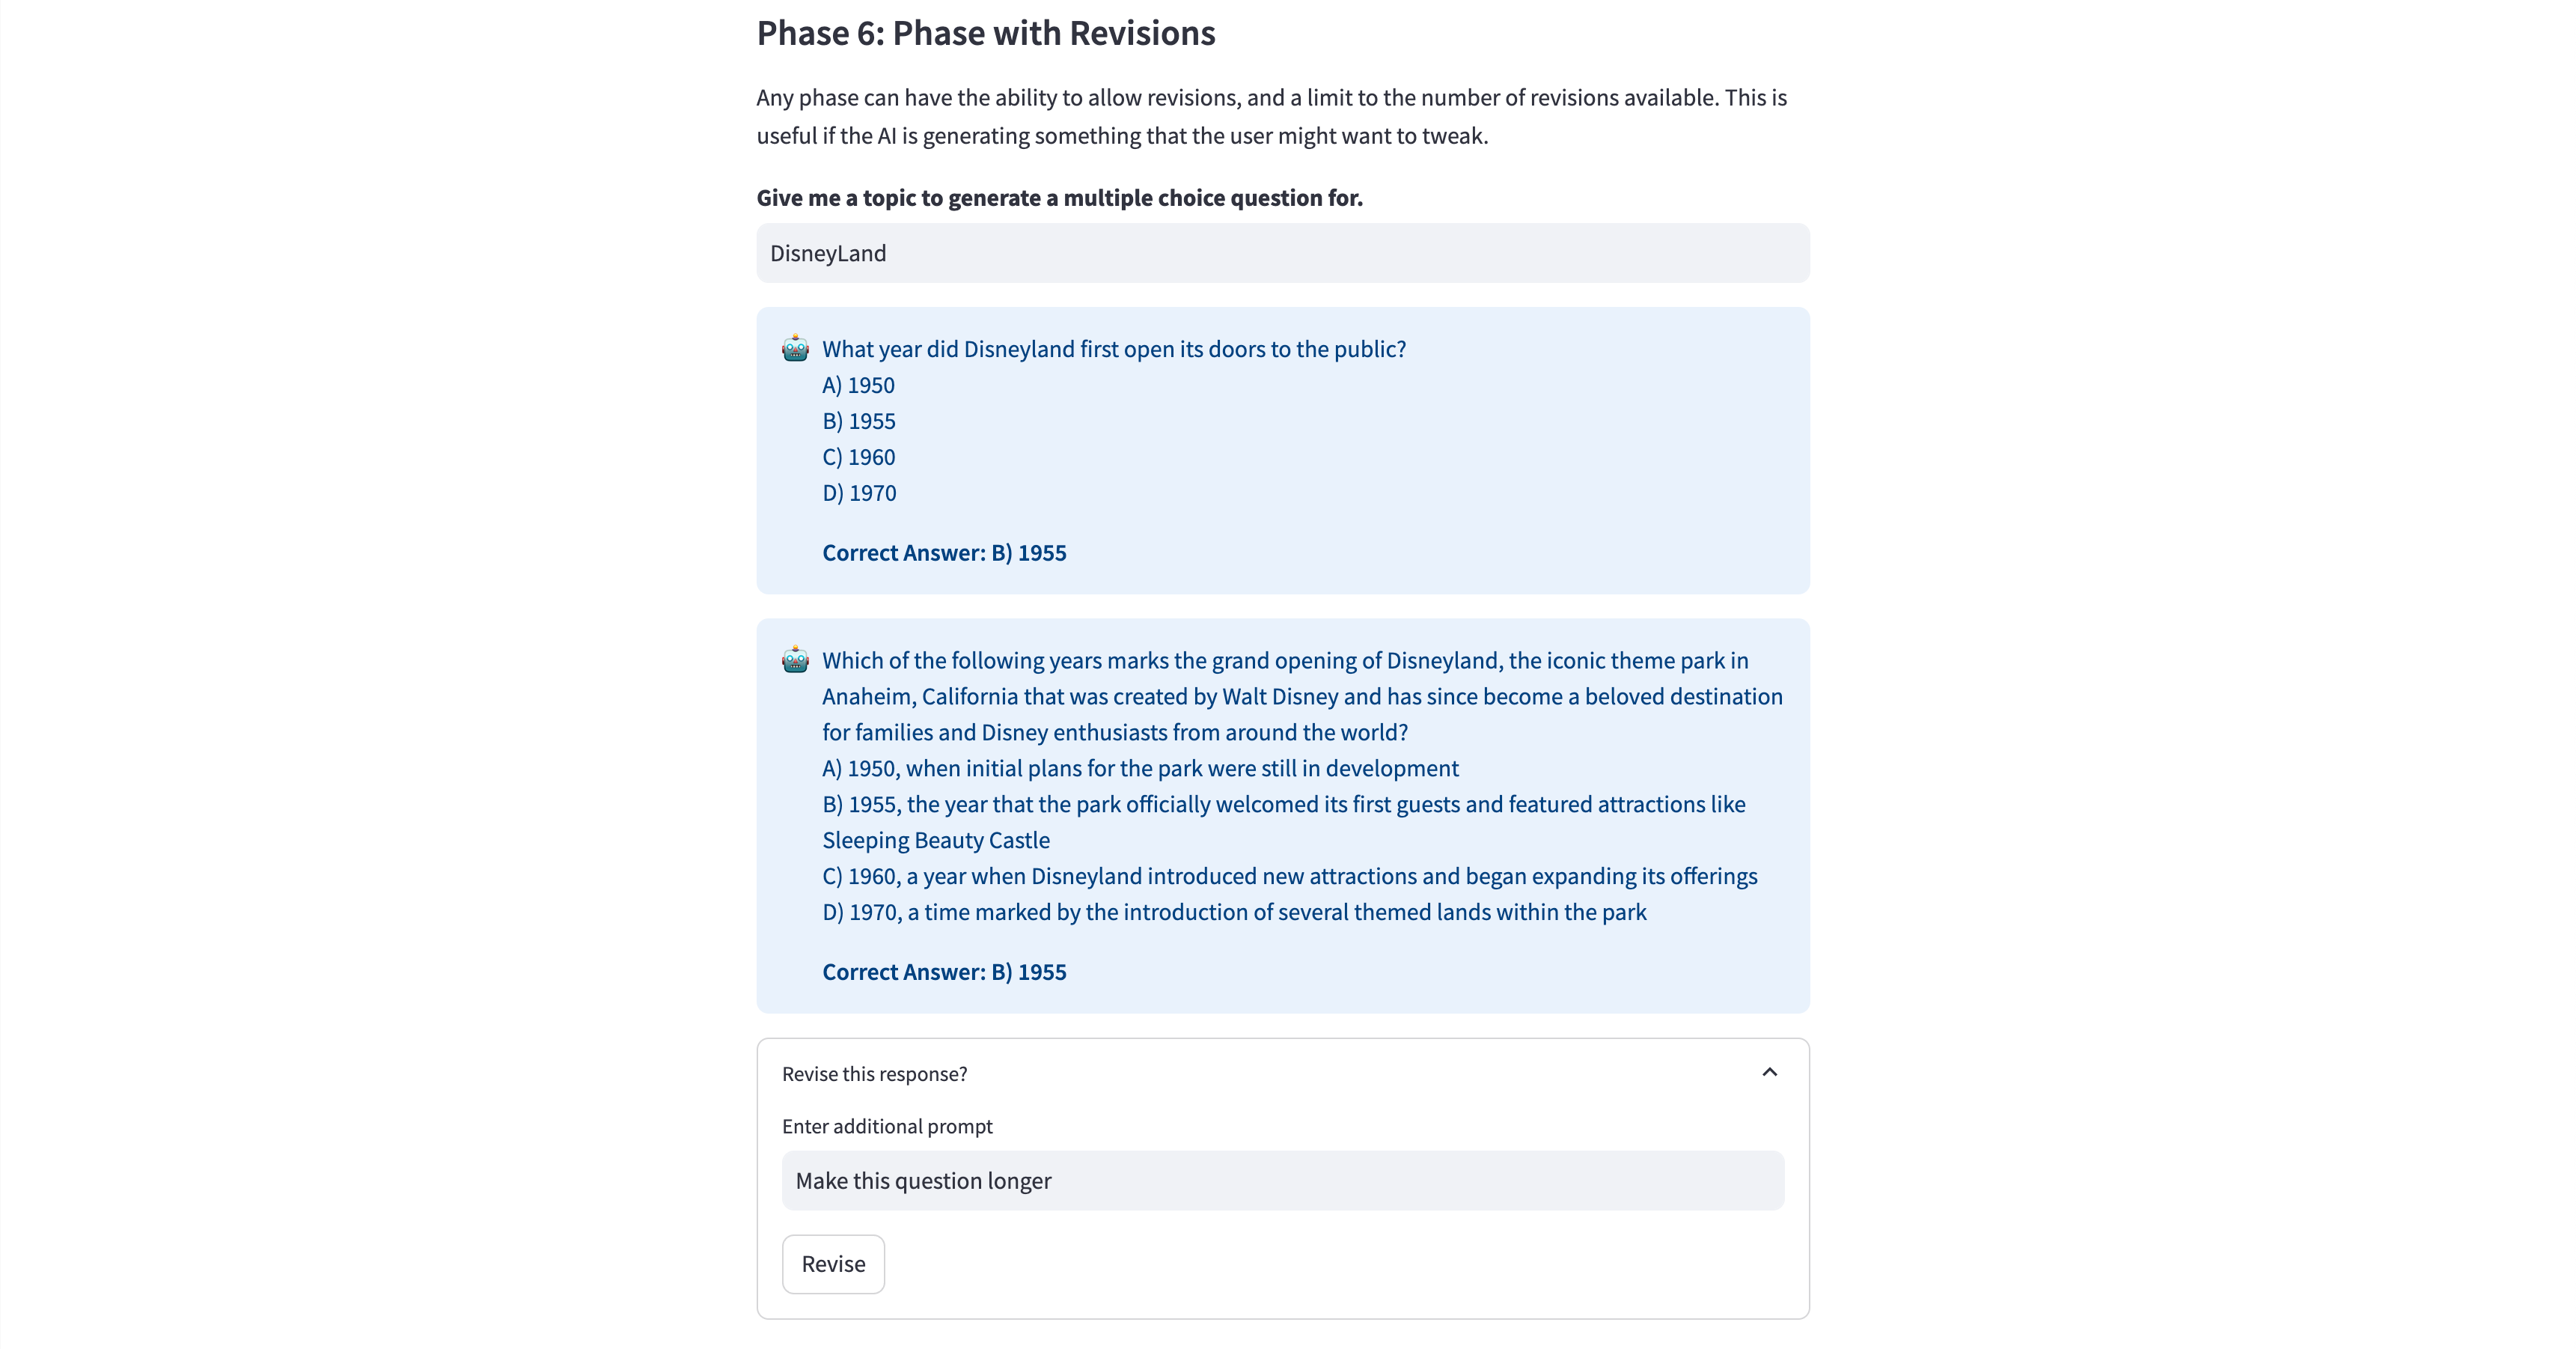 Phase 6: Phase with Revisions
Any phase can have the ability to allow revisions, and a limit to the number of revisions available. This is
useful if the AI is generating something that the user might want to tweak.
Give me a topic to generate a multiple choice question for.
DisneyLand
What year did Disneyland first open its doors to the public?
A) 1950
B) 1955
C) 1960
D) 1970
Correct Answer: B) 1955
Which of the following years marks the grand opening of Disneyland, the iconic theme park in
Anaheim, California that was created by Walt Disney and has since become a beloved destination
for families and Disney enthusiasts from around the world?
A) 1950, when initial plans for the park were still in development
B) 1955, the year that the park officially welcomed its first guests and featured attractions like
Sleeping Beauty Castle
C) 1960, a year when Disneyland introduced new attractions and began expanding its offerings
D) 1970, a time marked by the introduction of several themed lands within the park
Correct Answer: B) 1955
Revise this response?
Enter additional prompt
Make this question longer
Revise